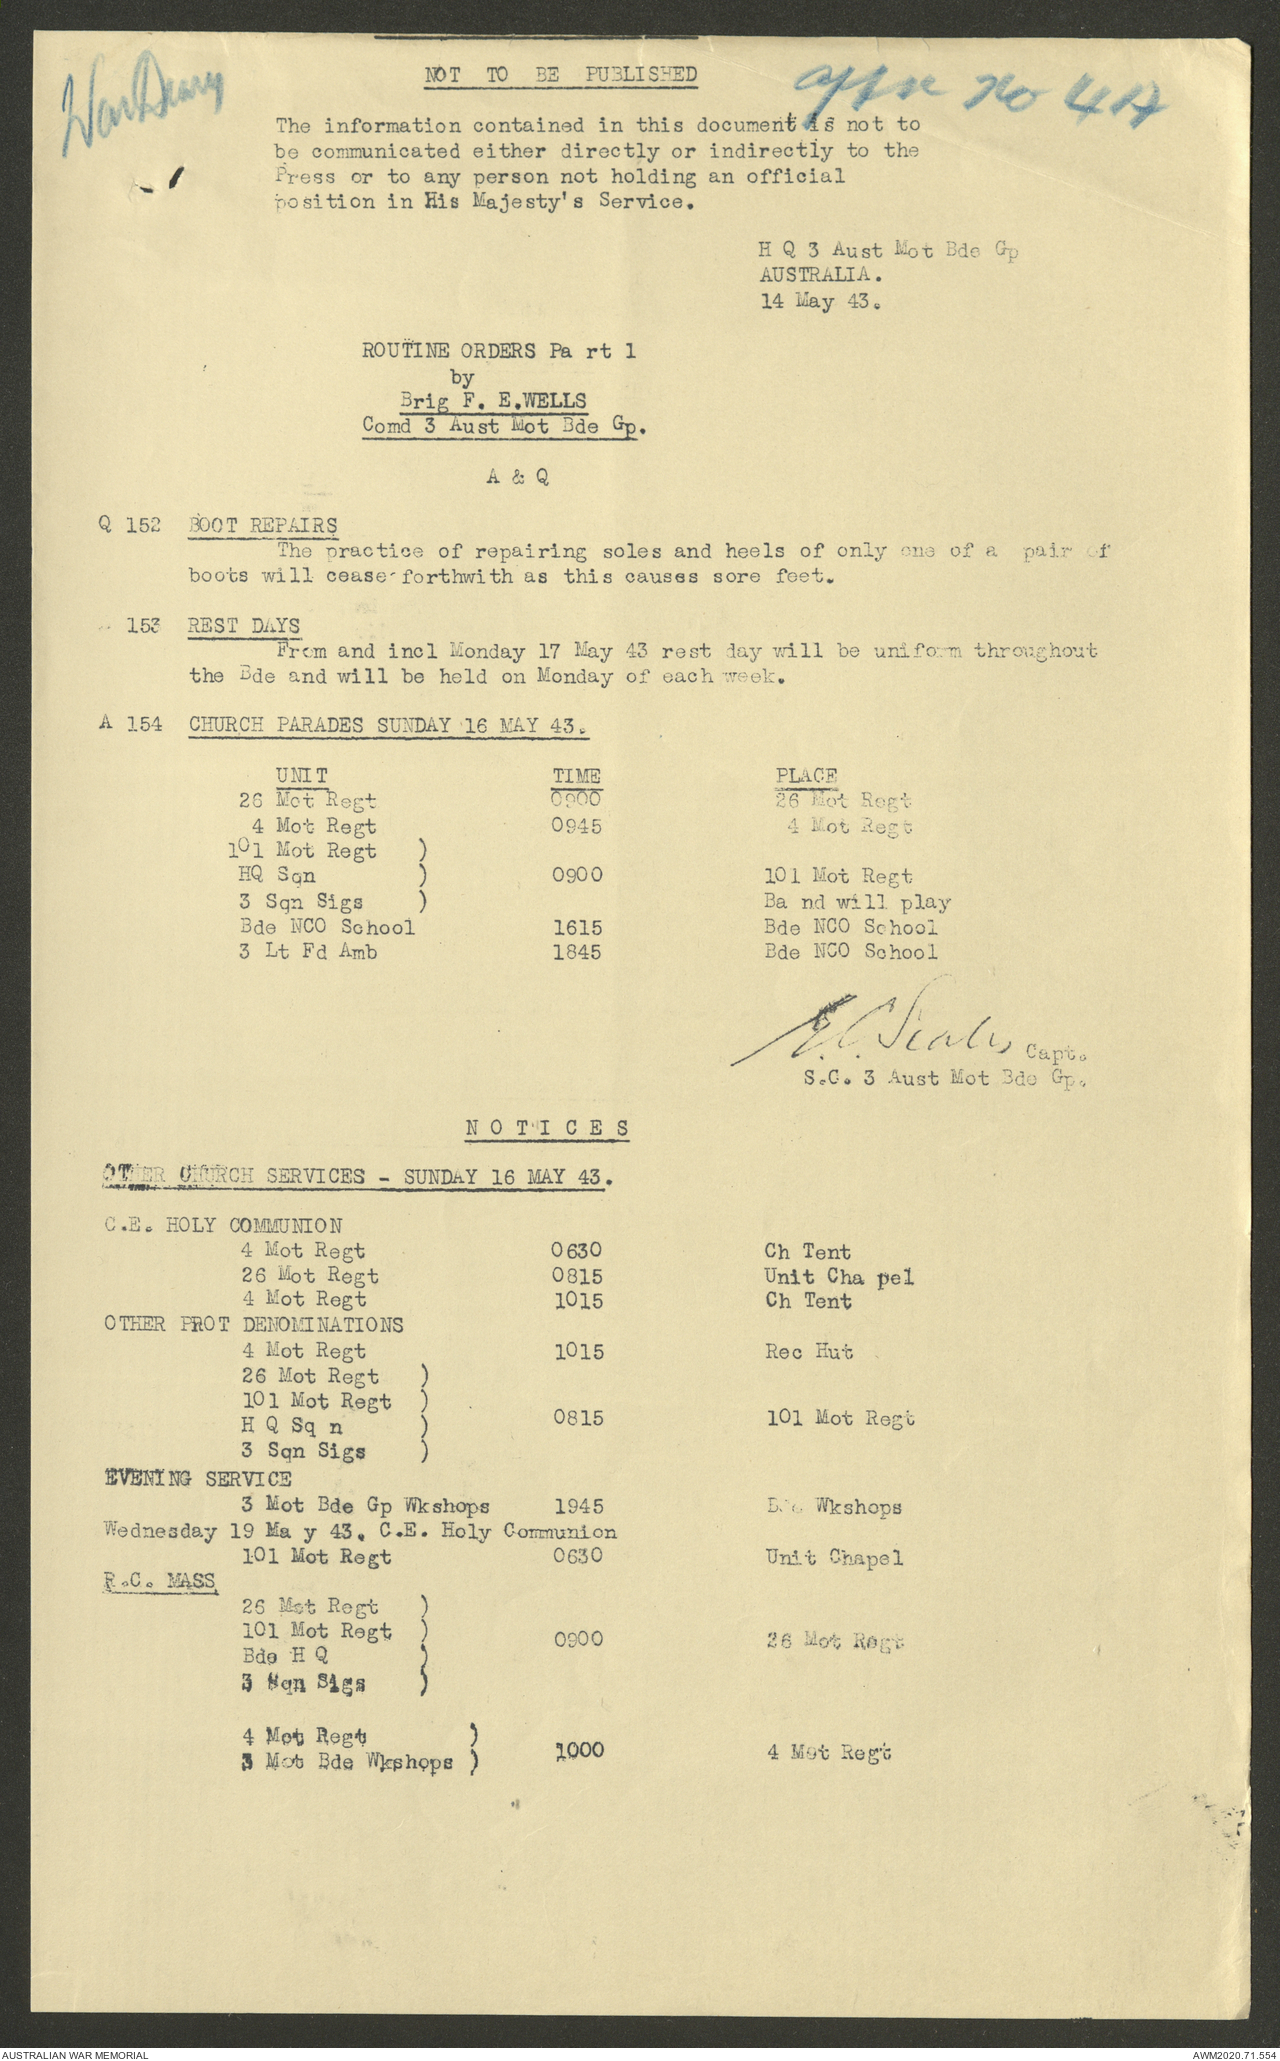 War Diary
NOT TO BE PUBLISHED
appx no 4A
The information contained in this document is not to
be communicated either directly or indirectly to the
Press or to any person not holding an official
position in His Majesty's Service.
H Q 3 Aust Mot Bde Gp
AUSTRALIA.
14 May 43.
ROUTINE ORDERS Pa rt 1
by
Brig F. E.WELLS
Comd 3 Aust Mot Bde Gp.
A & Q
Q 152 BOOT REPAIRS
The practice of repairing soles and heels of only one of a pair of
boots will cease forthwith as this causes sore feet.
153 REST DAYS
From and incl Monday 17 May 43 rest day will be uniform throughout
the Bde and will be held on Monday of each week.
A 154 CHURCH PARADES SUNDAY 16 MAY 43.
UNIT TIME PLACE
26 Mot Regt 0900 26 Mot Regt
4 Mot Regt 0945 4 Mot Regt
101 Mot Regt )
HQ Sqn ) 0900 101 Mot Regt
3 Sqn Sigs ) Ba nd will play
Bde NCO School 1615 Bde NCO School
3 Lt Fd Amb 1845 Bde NCO School
Capt.
S.C. 3 Aust Mot Bde Gp.
N O T I C E S
OTHER CHURCH SERVICES - SUNDAY 16 MAY 43.
C.E. HOLY COMMUNION
4 Mot Regt 0630 Ch Tent
26 Mot Regt 0815 Unit Cha pel
4 Mot Regt 1015 Ch Tent
OTHER PROT DENOMINATIONS
4 Mot Regt 1015 Rec Hut
26 Mot Regt )
101 Mot Regt )
H Q Sq n ) 0815 101 Mot Regt
3 Sqn Sigs )
EVENING SERVICE
3 Mot Bde Gp Wkshops 1945 Bde Wkshops
Wednesday 19 Ma y 43. C.E. Holy Communion
101 Mot Regt 0630 Unit Chapel
R.C. MASS
26 Mot Regt )
101 Mot Regt ) 0900 26 Mot Regt
Bde H Q )
3 Sqn Sigs )
4 Mot Regt )
3 Mot Bde Wkshops ) 1000 4 Mot Regt
AUSTRALIAN WAR MEMORIAL
AWM2020.71.554